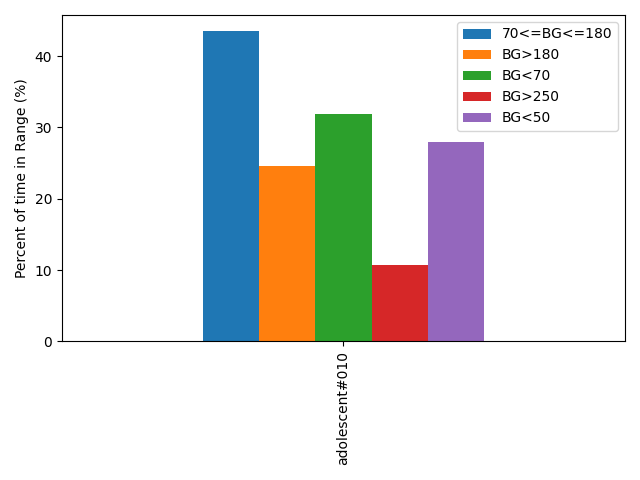 70<=BG<=180
BG>180
BG<70
BG>250
BG<50
Percent of time in Range (%)
40
30
20
10
0
adolescent#010